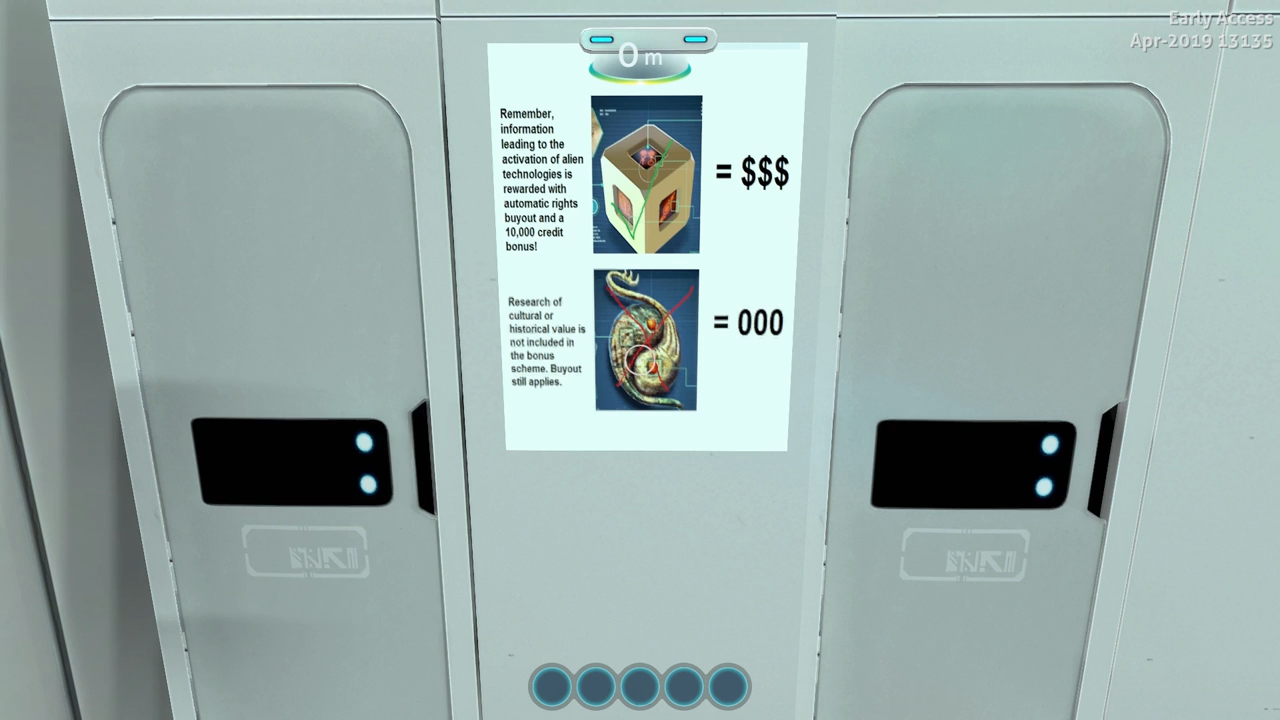 Early Access
Apr-2019 13135
0 m
Remember,
information
leading to the
activation of alien
technologies is
rewarded with
automatic rights
buyout and a
10,000 credit
bonus!
= $$$
Research of
cultural or
historical value is
not included in
the bonus
scheme. Buyout
still applies.
= 000